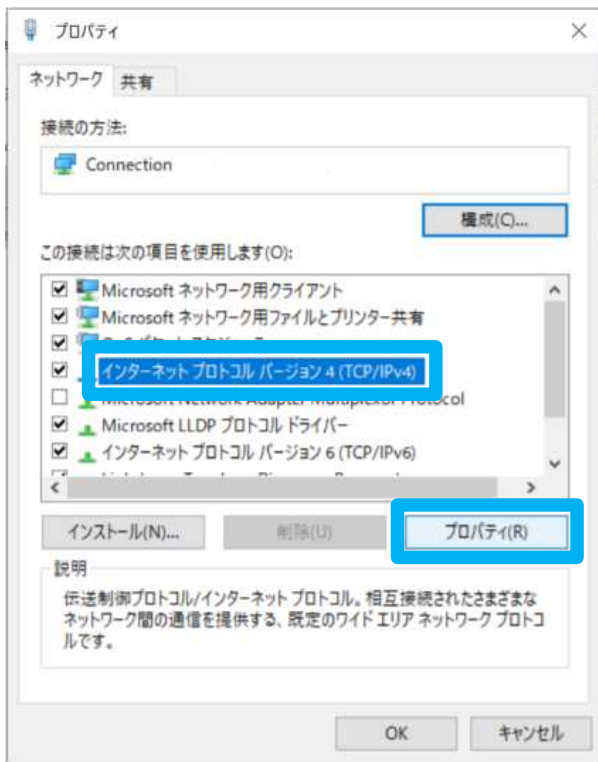 プロパティ
ネットワーク 共有
接続の方法:
Connection
構成(C)...
この接続は次の項目を使用します(O):
Microsoft ネットワーク用クライアント
Microsoft ネットワーク用ファイルとプリンター共有
インターネット プロトコル バージョン 4 (TCP/IPv4)
Microsoft Network Adapter Multiplexor Protocol
Microsoft LLDP プロトコル ドライバー
インターネット プロトコル バージョン 6 (TCP/IPv6)
インストール(N)... 削除(U) プロパティ(R)
説明
伝送制御プロトコル/インターネット プロトコル。相互接続されたさまざまな
ネットワーク間の通信を提供する、既定のワイド エリア ネットワーク プロトコ
ルです。
OK キャンセル